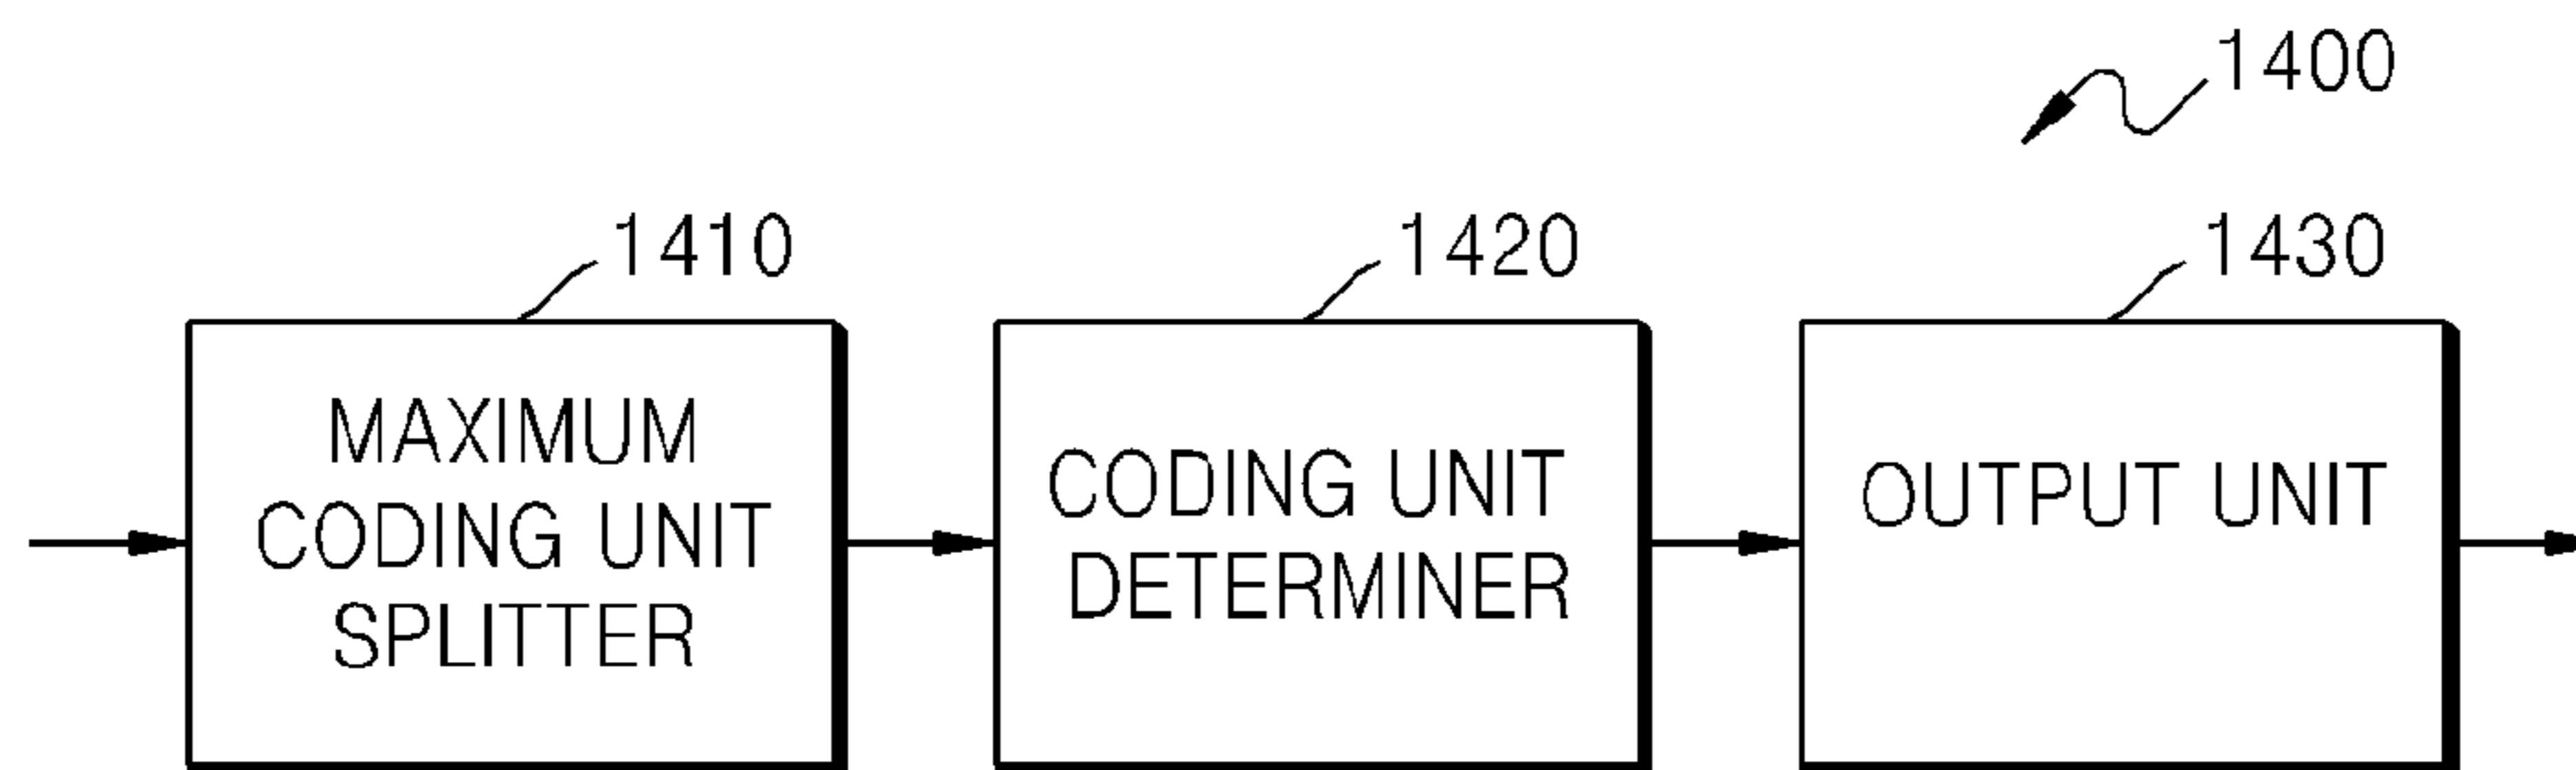 1400
1410
1420
1430
MAXIMUM
CODING UNIT
SPLITTER
CODING UNIT
DETERMINER
OUTPUT UNIT